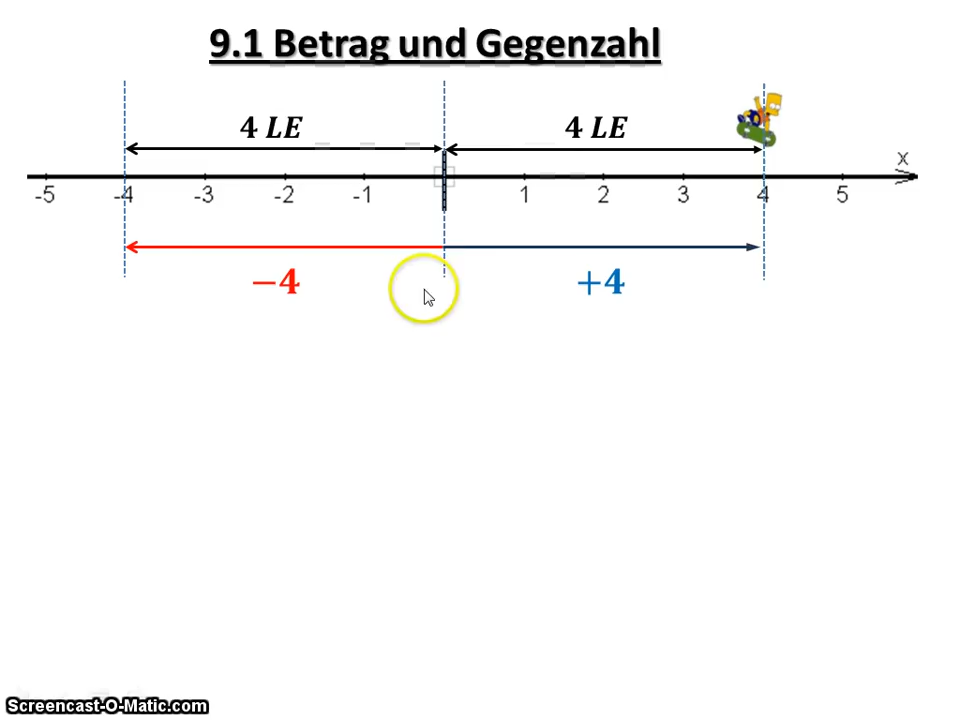 9.1 Betrag und Gegenzahl
4 LE 4 LE
x
-5 -4 -3 -2 -1 1 2 3 4 5
−4 +4
Screencast-O-Matic.com